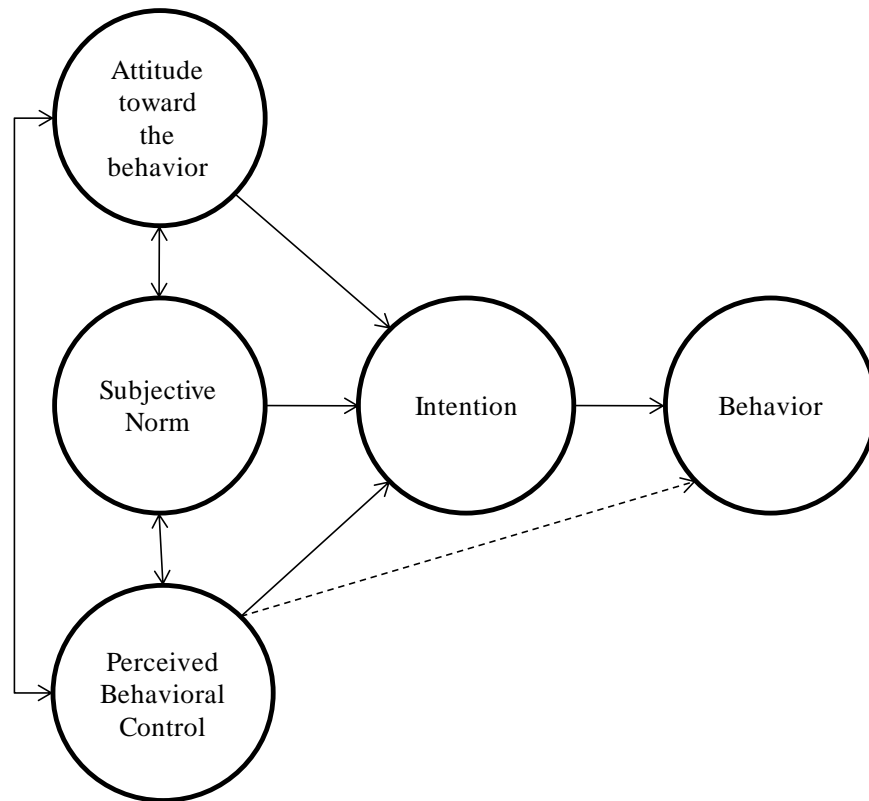 Attitude
toward
the
behavior
Subjective
Norm
Intention
Behavior
Perceived
Behavioral
Control